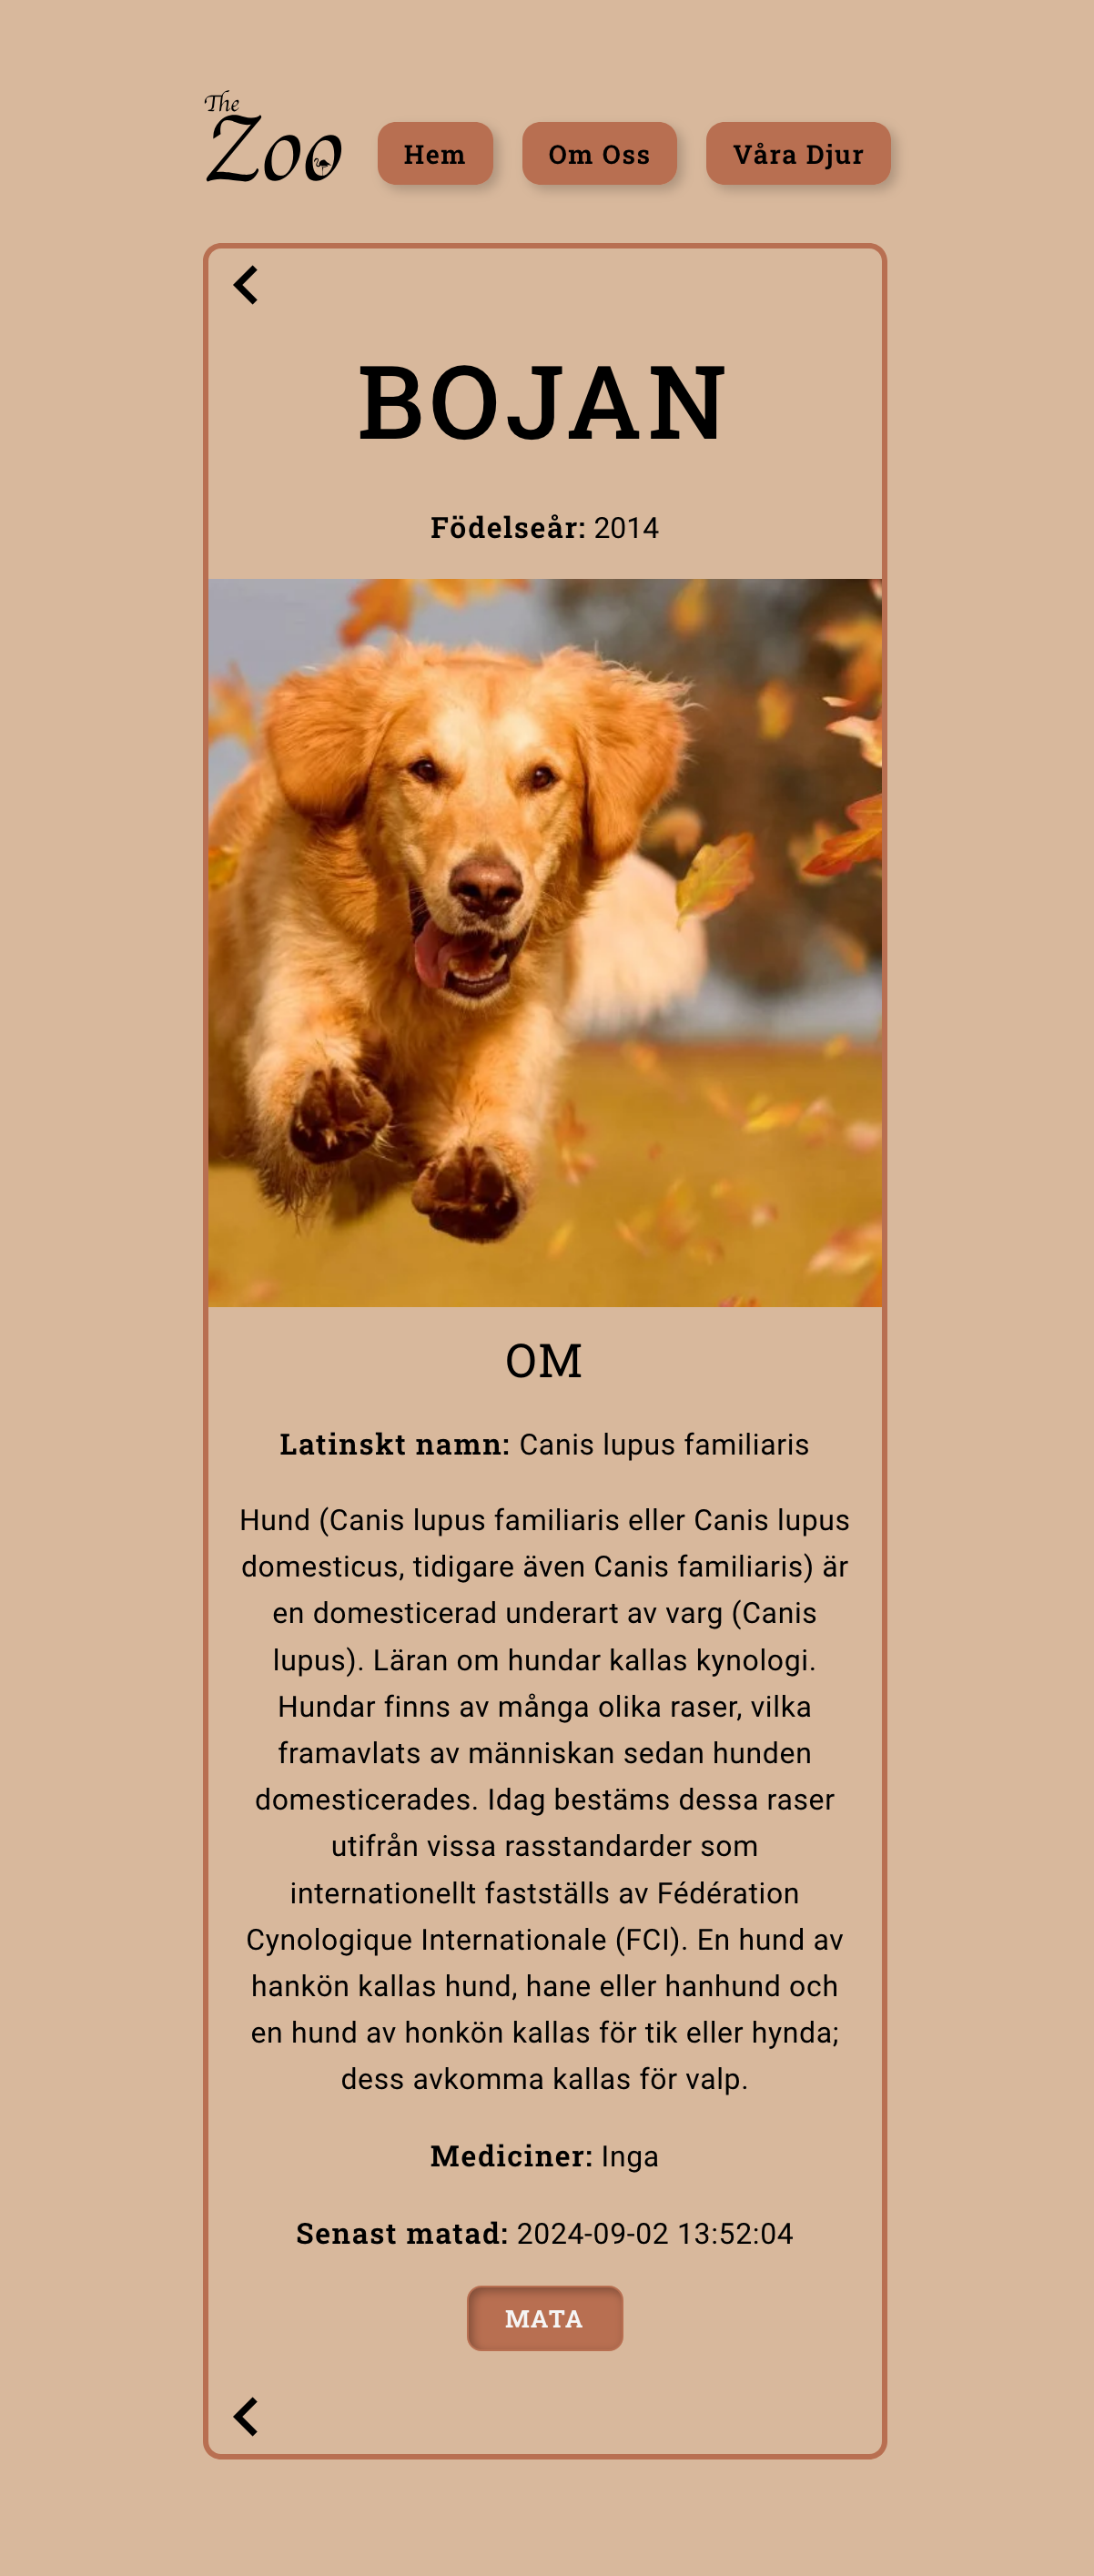 The
Zoo
Hem
Om Oss
Våra Djur
BOJAN
Födelseår: 2014
OM
Latinskt namn: Canis lupus familiaris
Hund (Canis lupus familiaris eller Canis lupus
domesticus, tidigare även Canis familiaris) är
en domesticerad underart av varg (Canis
lupus). Läran om hundar kallas kynologi.
Hundar finns av många olika raser, vilka
framavlats av människan sedan hunden
domesticerades. Idag bestäms dessa raser
utifrån vissa rasstandarder som
internationellt fastställs av Fédération
Cynologique Internationale (FCI). En hund av
hankön kallas hund, hane eller hanhund och
en hund av honkön kallas för tik eller hynda;
dess avkomma kallas för valp.
Mediciner: Inga
Senast matad: 2024-09-02 13:52:04
MATA